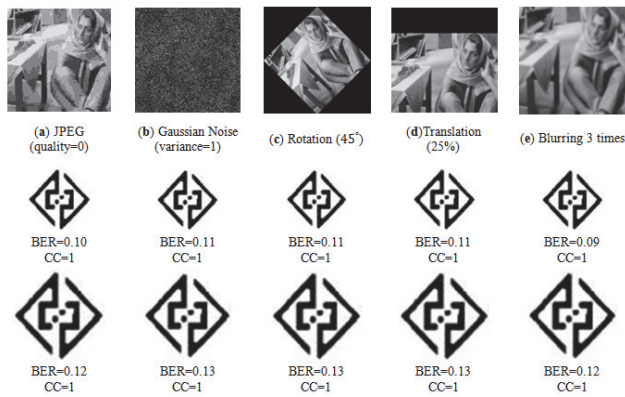 (a) JPEG
(quality=0)
(b) Gaussian Noise
(variance=1)
(c) Rotation (45°)
(d)Translation
(25%)
(e) Blurring 3 times
BER=0.10
CC=1
BER=0.11
CC=1
BER=0.11
CC=1
BER=0.11
CC=1
BER=0.09
CC=1
BER=0.12
CC=1
BER=0.13
CC=1
BER=0.13
CC=1
BER=0.13
CC=1
BER=0.12
CC=1